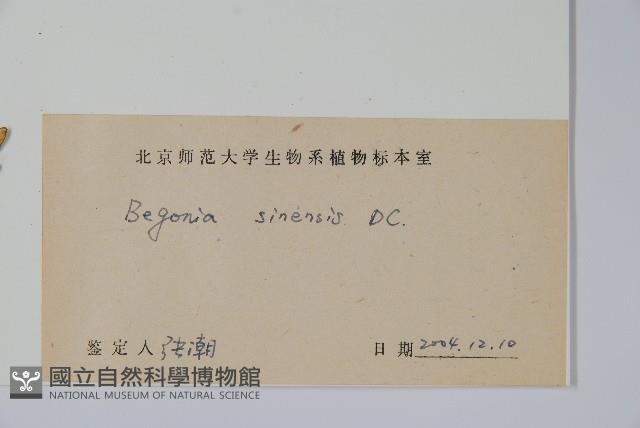 北京师范大学生物系植物标本室
Begonia sinensis DC.
鉴定人 张潮
日期 2004.12.10
國立自然科學博物館
NATIONAL MUSEUM OF NATURAL SCIENCE